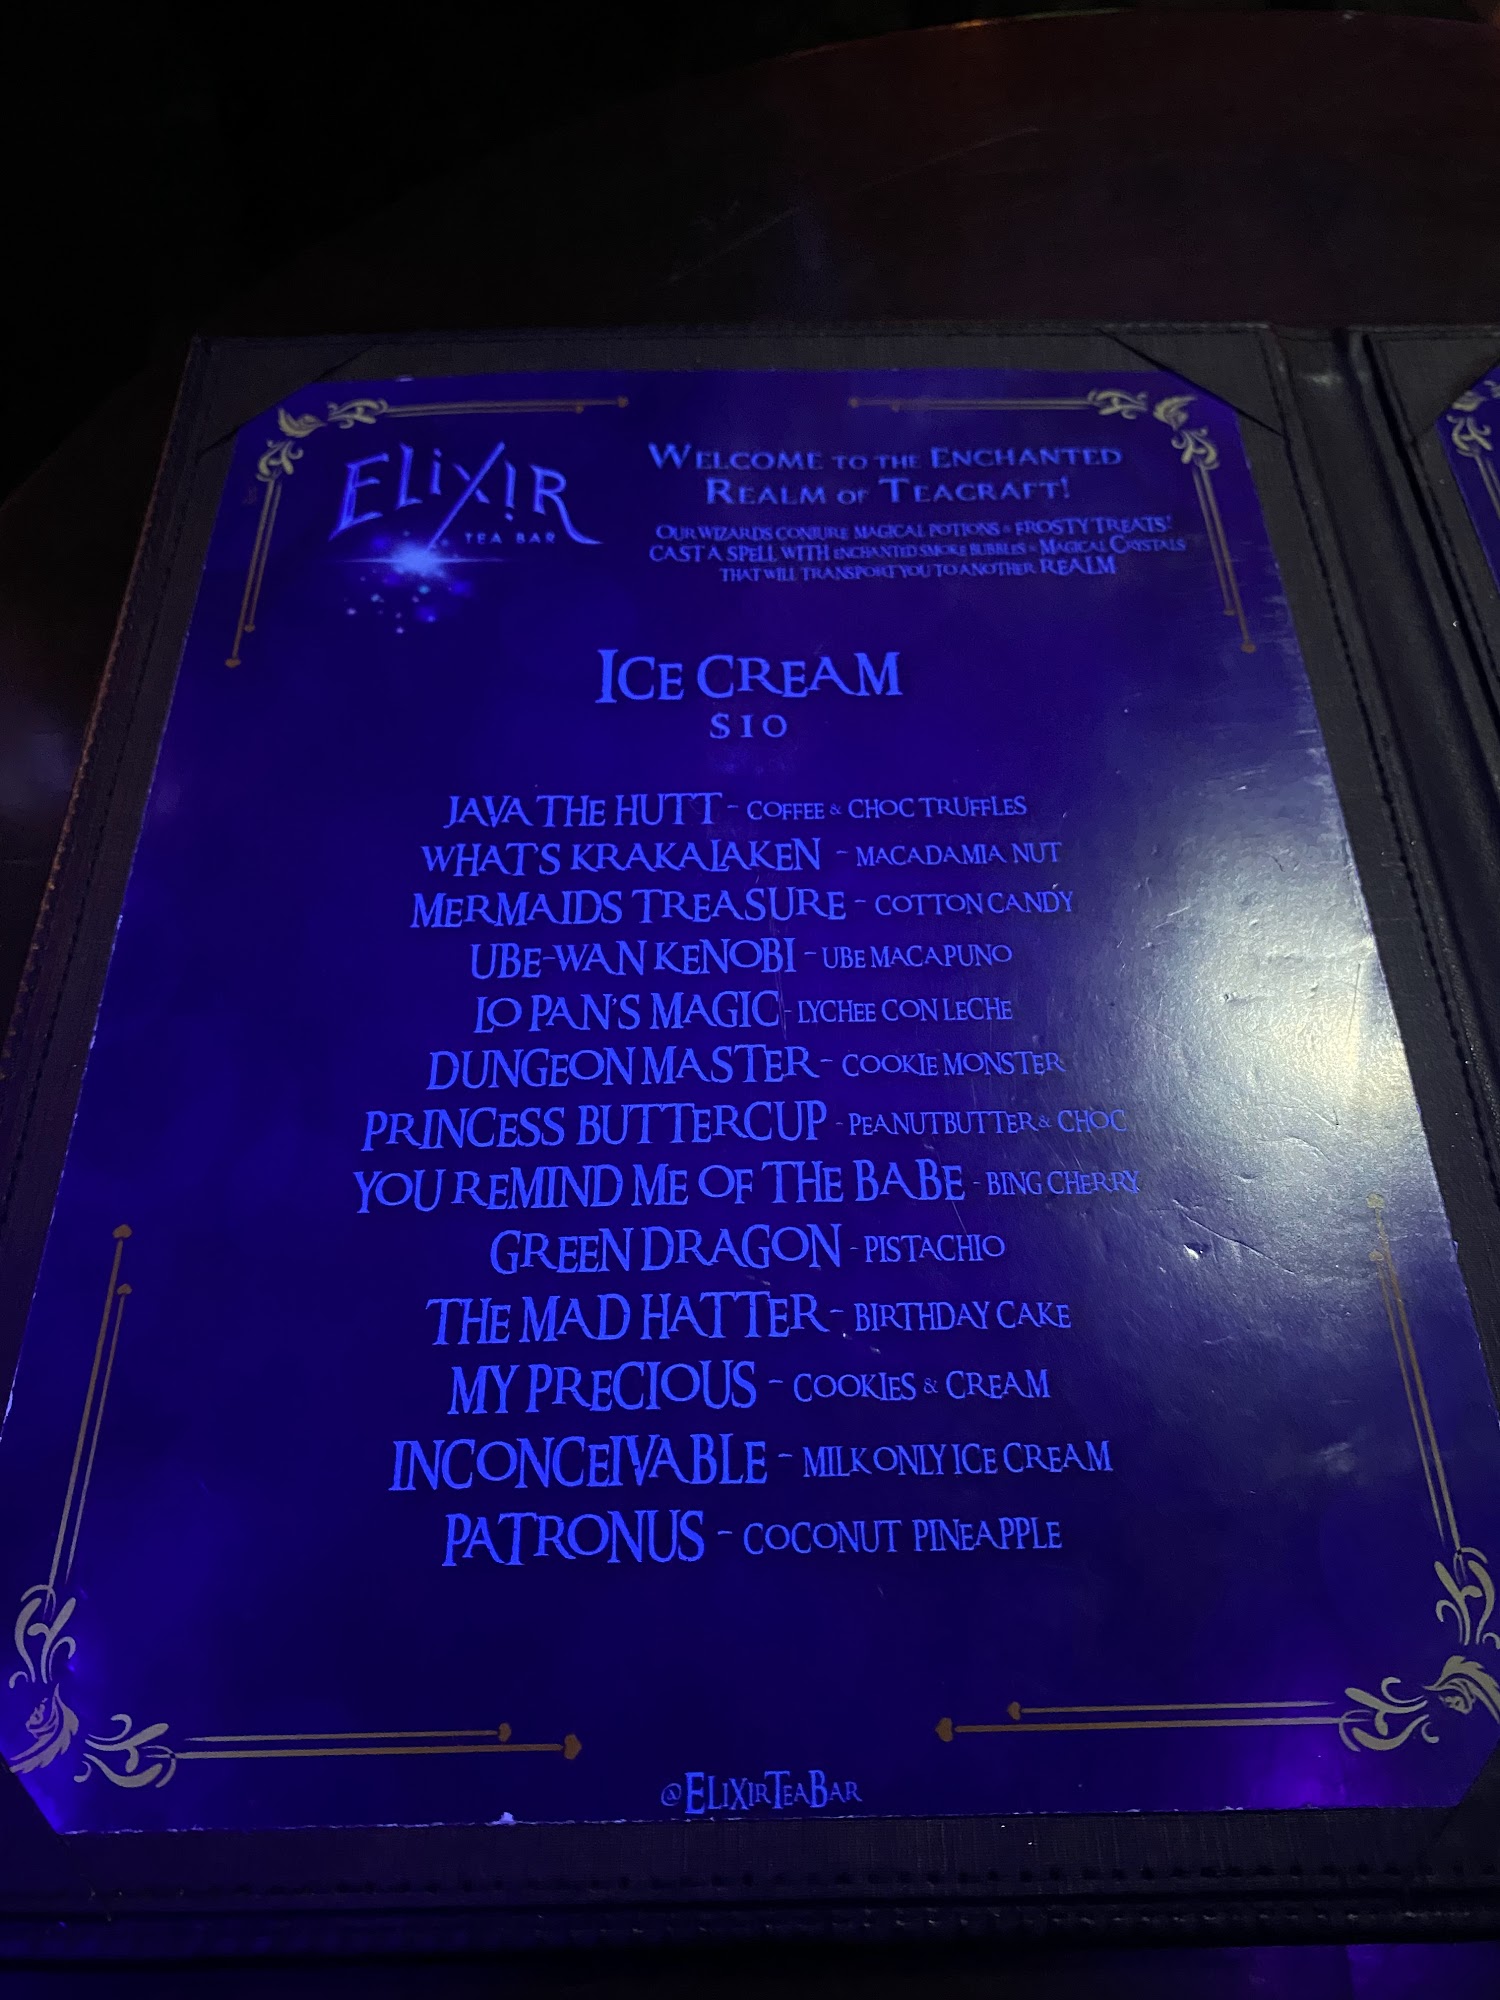 ELIXIR
TEA BAR
WELCOME TO THE ENCHANTED
REALM OF TEACRAFT!
OUR WIZARDS CONJURE MAGICAL POTIONS & FROSTY TREATS!
CAST A SPELL WITH ENCHANTED SMOKE BUBBLES & MAGICAL CRYSTALS
THAT WILL TRANSPORT YOU TO ANOTHER REALM
ICE CREAM
$10
JAVA THE HUTT - COFFEE & CHOC TRUFFLES
WHAT'S KRAKALAKEN - MACADAMIA NUT
MERMAIDS TREASURE - COTTON CANDY
UBE-WAN KENOBI - UBE MACAPUNO
LO PAN'S MAGIC - LYCHEE CON LECHE
DUNGEON MASTER - COOKIE MONSTER
PRINCESS BUTTERCUP - PEANUTBUTTER & CHOC
YOU REMIND ME OF THE BABE - BING CHERRY
GREEN DRAGON - PISTACHIO
THE MAD HATTER - BIRTHDAY CAKE
MY PRECIOUS - COOKIES & CREAM
INCONCEIVABLE - MILK ONLY ICE CREAM
PATRONUS - COCONUT PINEAPPLE
@ELIXIRTEABAR